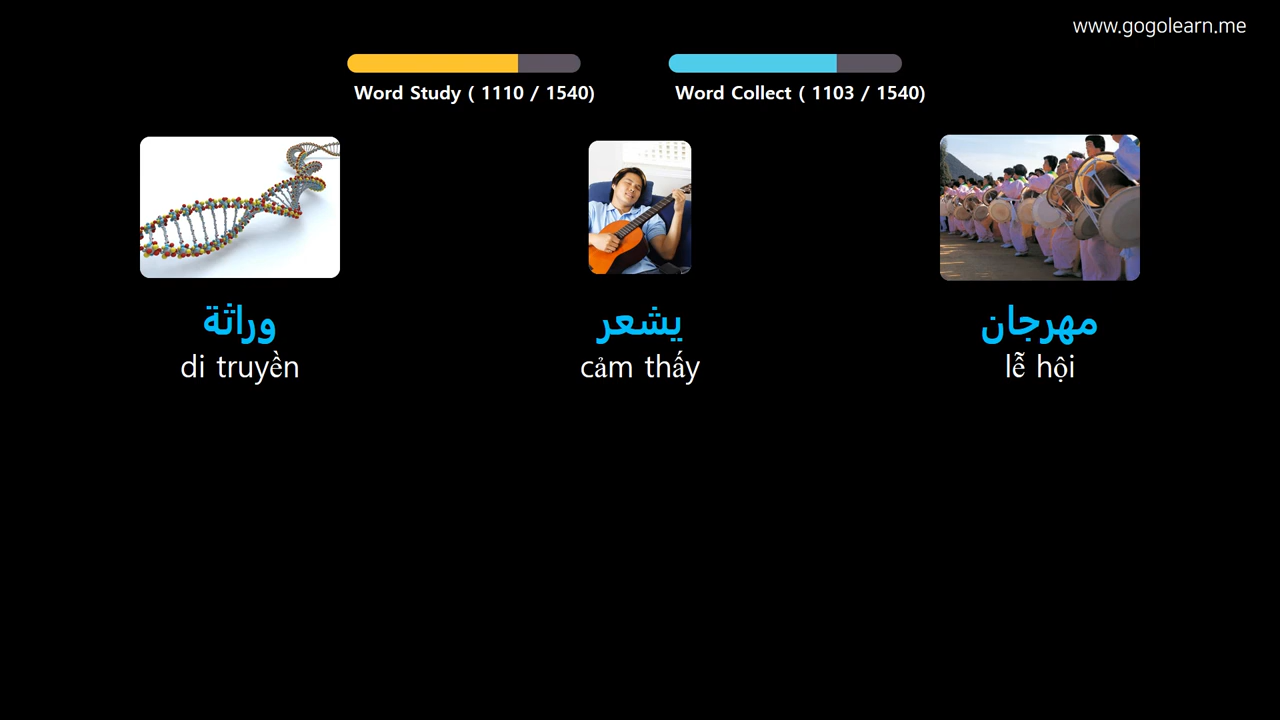 www.gogolearn.me
Word Study ( 1110 / 1540)
Word Collect ( 1103 / 1540)
وراثة
di truyền
يشعر
cảm thấy
مهرجان
lễ hội